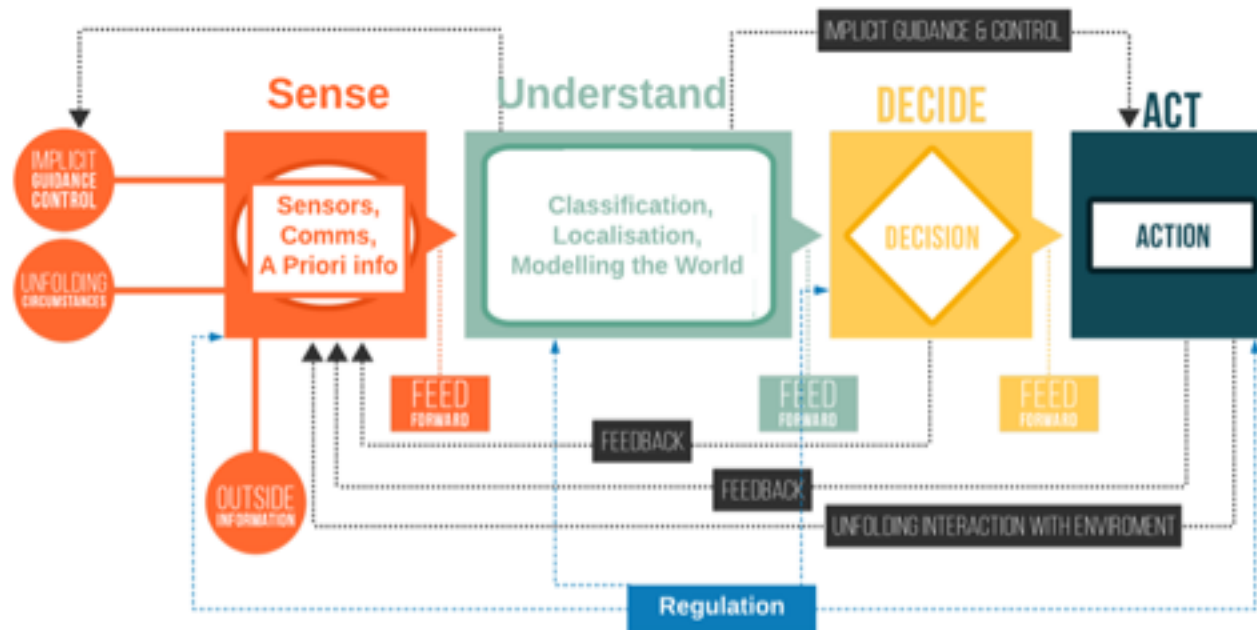 IMPLICIT GUIDANCE & CONTROL
Sense
Understand
DECIDE
ACT
IMPLICIT
GUIDANCE
CONTROL
UNFOLDING
CIRCUMSTANCES
Sensors,
Comms,
A Priori info
Classification,
Localisation,
Modelling the World
DECISION
ACTION
FEED
FORWARD
FEED
FORWARD
FEED
FORWARD
FEEDBACK
FEEDBACK
OUTSIDE
INFORMATION
UNFOLDING INTERACTION WITH ENVIROMENT
Regulation